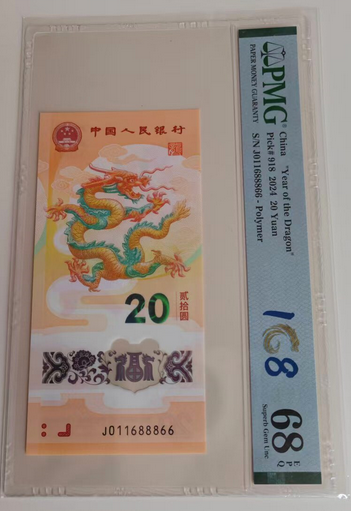 中国人民银行
20
贰拾圆
J011688866
PMG
PAPER MONEY GUARANTY
China "Year of the Dragon"
Pick# 918 2024 20 Yuan
S/N J011688866 - Polymer
168
68 EPQ
Superb Gem Unc